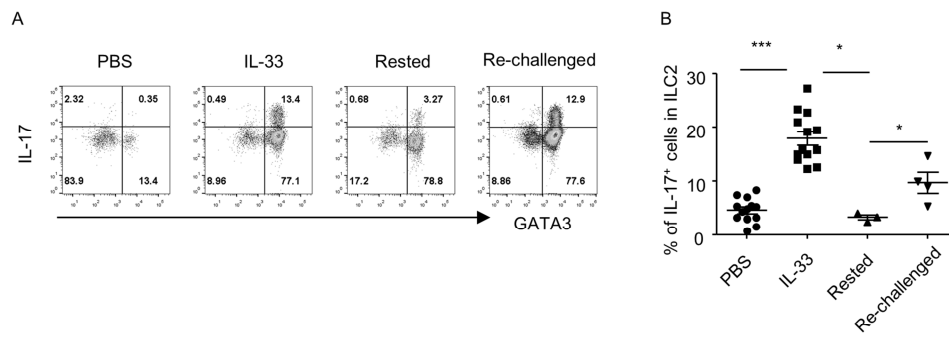 A
B
PBS
IL-33
Rested
Re-challenged
2.32
0.35
83.9
13.4
0.49
13.4
8.96
77.1
0.68
3.27
17.2
78.8
0.61
12.9
8.86
77.6
IL-17
GATA3
% of IL-17+ cells in ILC2
30
20
10
0
***
*
*
PBS
IL-33
Rested
Re-challenged